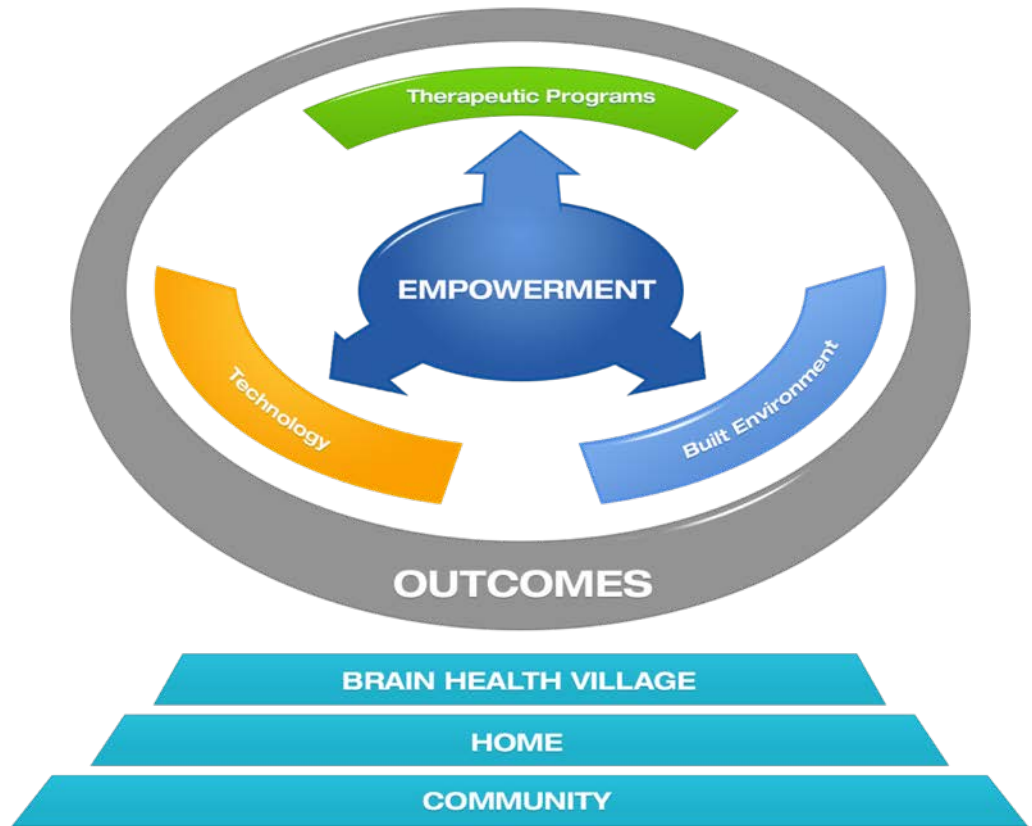 Therapeutic Programs
EMPOWERMENT
Technology
Built Environment
OUTCOMES
BRAIN HEALTH VILLAGE
HOME
COMMUNITY